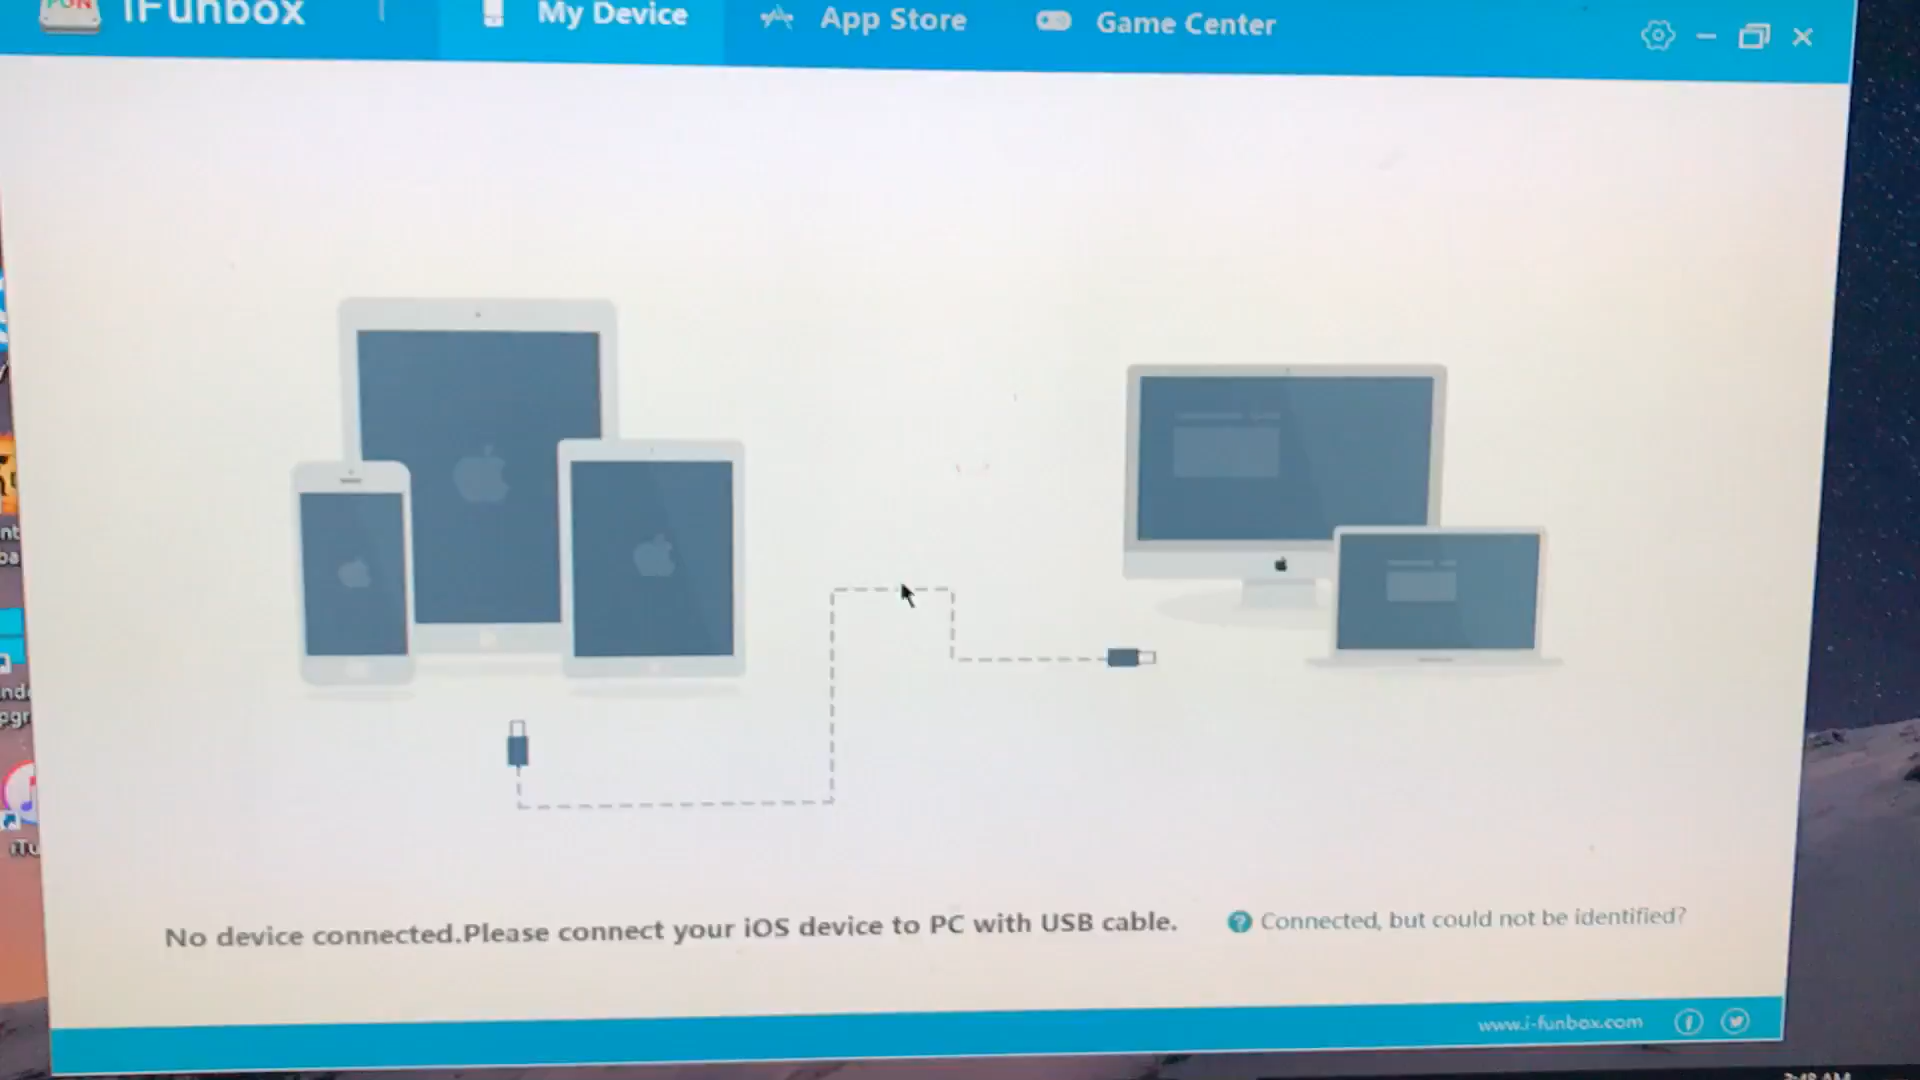 iFunbox
My Device
App Store
Game Center
No device connected.Please connect your iOS device to PC with USB cable.
Connected, but could not be identified?
www.i-funbox.com